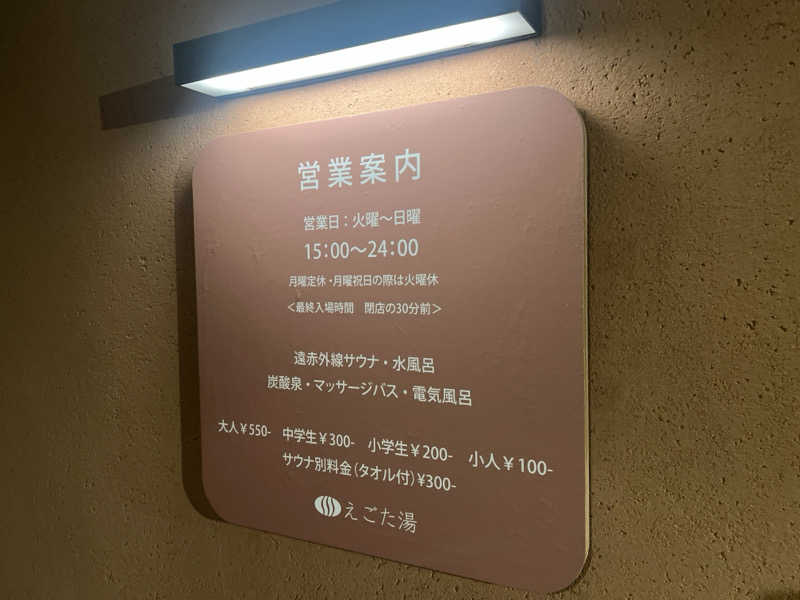 営業案内
営業日：火曜～日曜
15:00～24:00
月曜定休・月曜祝日の際は火曜休
＜最終入場時間　閉店の30分前＞
遠赤外線サウナ・水風呂
炭酸泉・マッサージバス・電気風呂
大人￥550-　中学生￥300-　小学生￥200-　小人￥100-
サウナ別料金（タオル付）¥300-
えごた湯